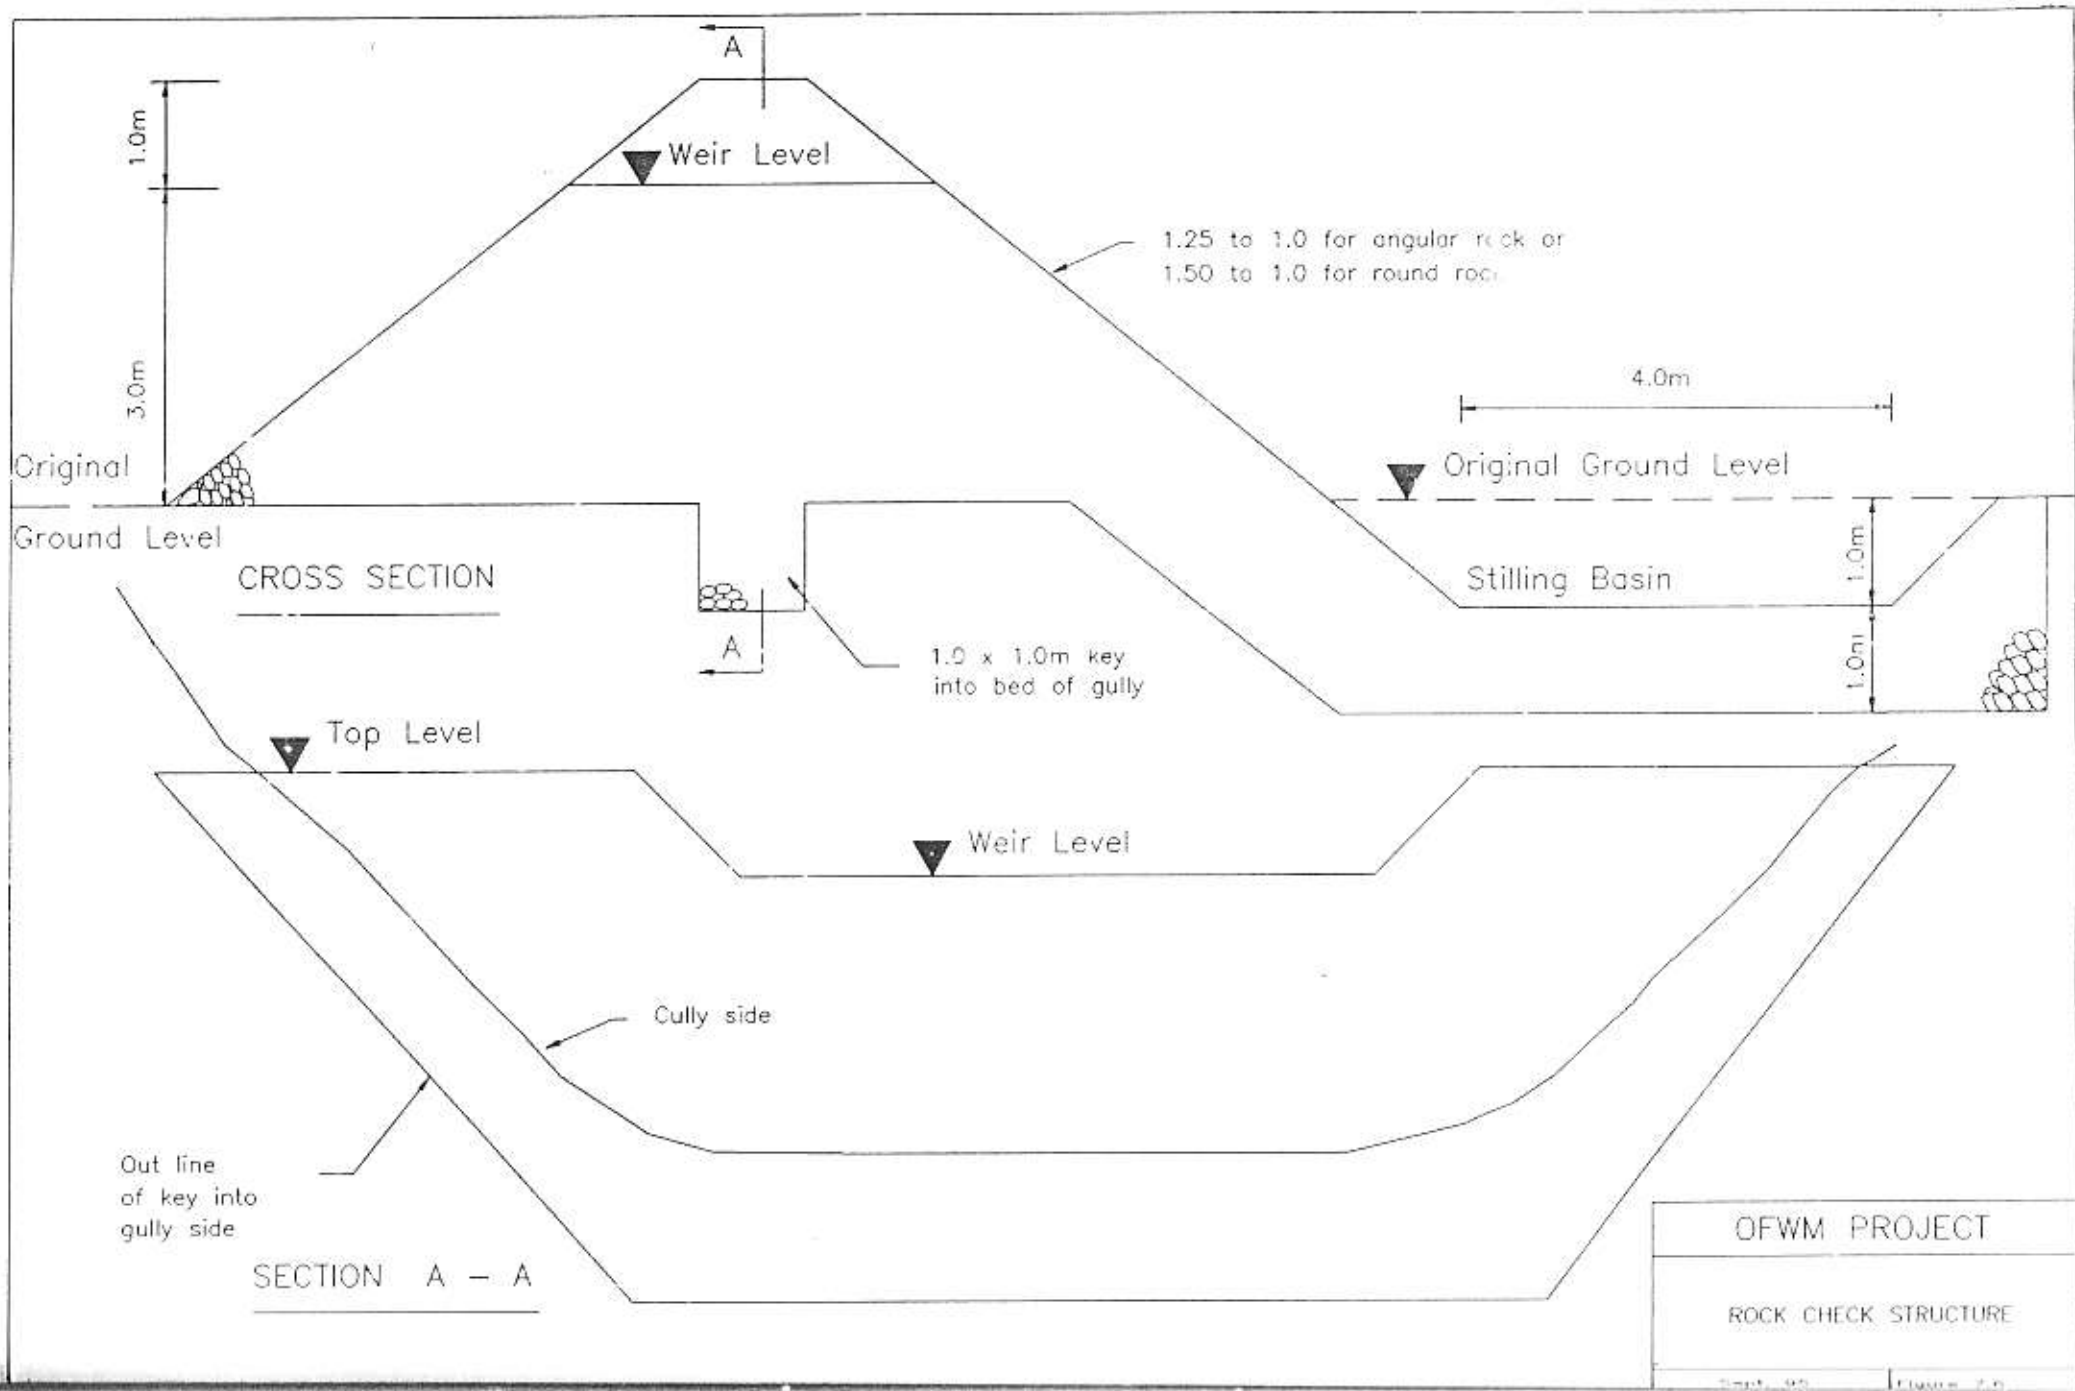 A
1.0m
Weir Level
1.25 to 1.0 for angular rock or
1.50 to 1.0 for round
3.0m
4.0m
Original
Original Ground Level
Ground Level
1.0m
CROSS SECTION
Stilling Basin
A
1.0 x 1.0m key
into bed of gully
1.0m
Top Level
Weir Level
Cully side
Out line
of key into
gully side
SECTION A – A
OFWM PROJECT
ROCK CHECK STRUCTURE